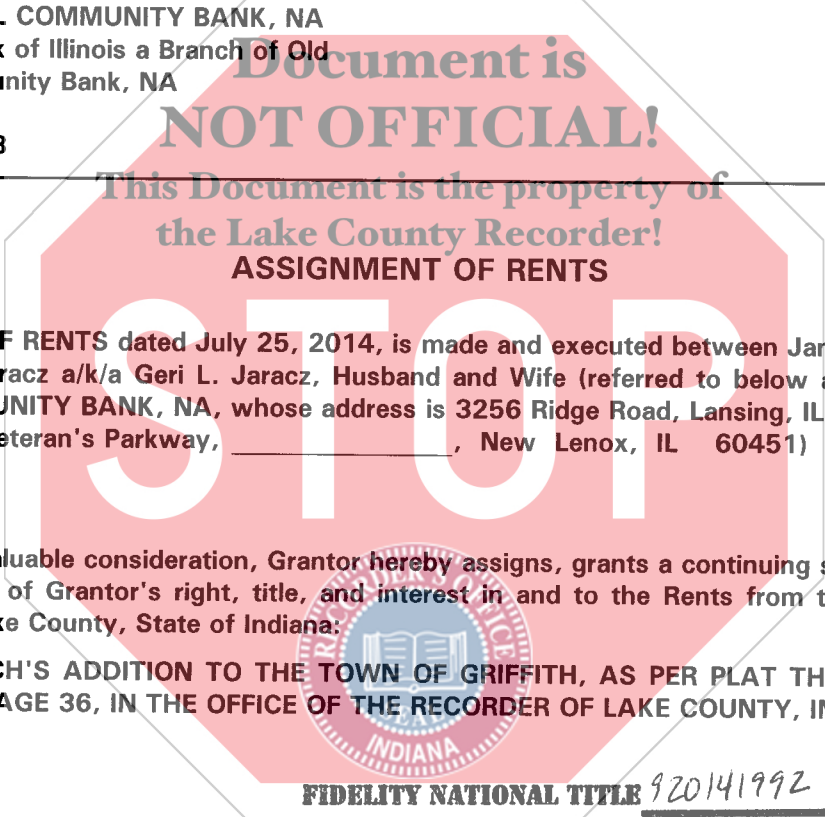 COMMUNITY BANK, NA
of Illinois a Branch of Old
nity Bank, NA
Document is
NOT OFFICIAL!
This Document is the property of
the Lake County Recorder!
ASSIGNMENT OF RENTS
STOP
F RENTS dated July 25, 2014, is made and executed between Jar
racz a/k/a Geri L. Jaracz, Husband and Wife (referred to below a
UNITY BANK, NA, whose address is 3256 Ridge Road, Lansing, IL
eteran's Parkway, ________________, New Lenox, IL 60451)
luable consideration, Grantor hereby assigns, grants a continuing s
of Grantor's right, title, and interest in and to the Rents from t
e County, State of Indiana:
CH'S ADDITION TO THE TOWN OF GRIFFITH, AS PER PLAT TH
AGE 36, IN THE OFFICE OF THE RECORDER OF LAKE COUNTY, IN
RECORDER'S OFFICE
SEAL
INDIANA
FIDELITY NATIONAL TITLE 920141992